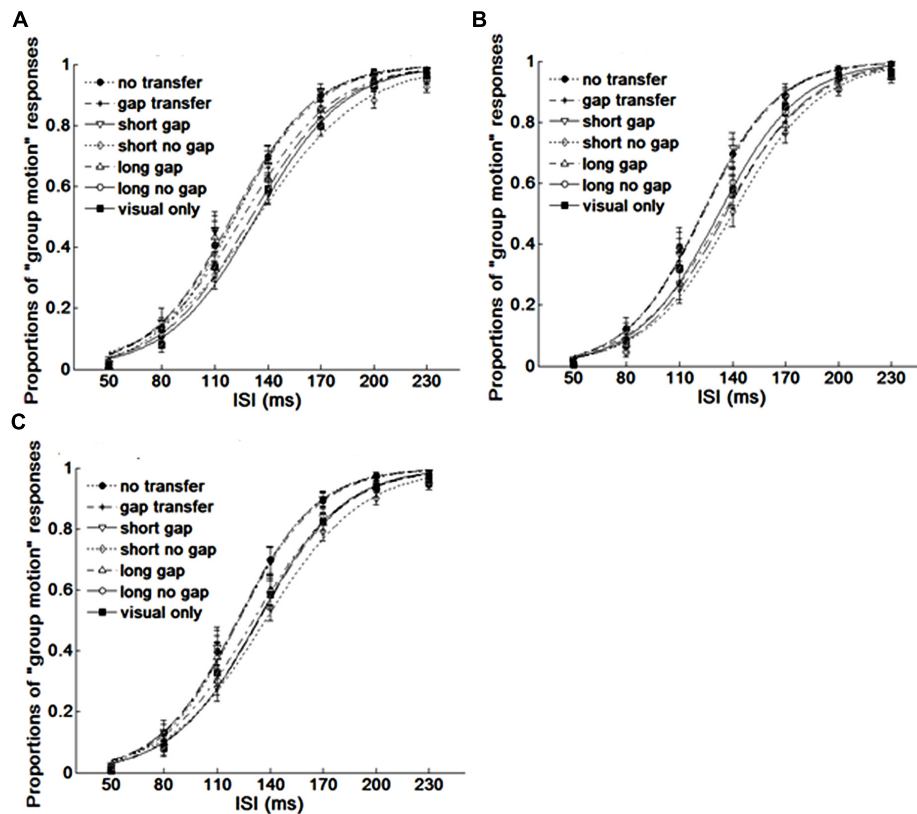 A
Proportions of "group motion" responses
1
0.8
0.6
0.4
0.2
0
no transfer
gap transfer
short gap
short no gap
long gap
long no gap
visual only
50 80 110 140 170 200 230
ISI (ms)
B
Proportions of "group motion" responses
1
0.8
0.6
0.4
0.2
0
no transfer
gap transfer
short gap
short no gap
long gap
long no gap
visual only
50 80 110 140 170 200 230
ISI (ms)
C
Proportions of "group motion" responses
1
0.8
0.6
0.4
0.2
0
no transfer
gap transfer
short gap
short no gap
long gap
long no gap
visual only
50 80 110 140 170 200 230
ISI (ms)